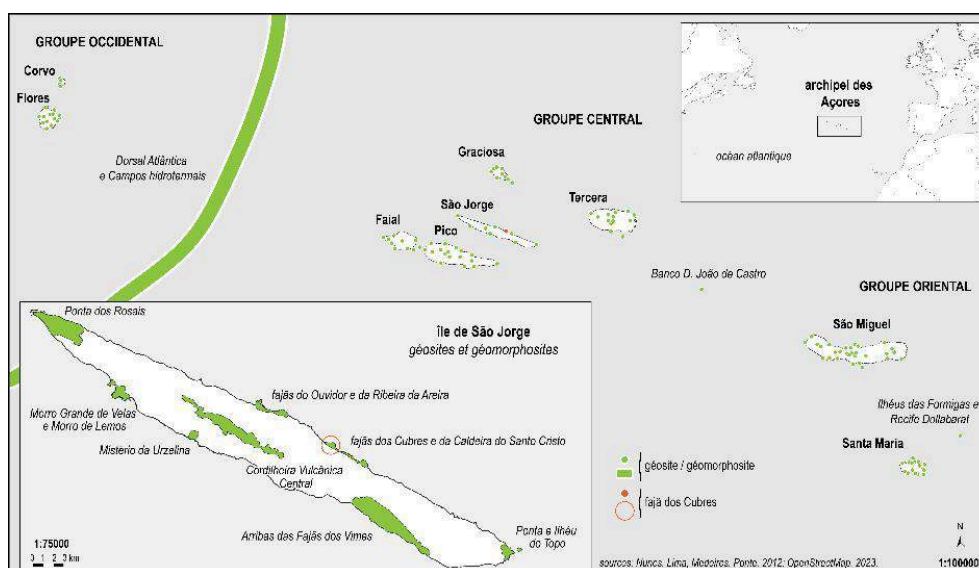 GROUPE OCCIDENTAL
Corvo
Flores
Dorsal Atlântica
e Campos hidrotermais
GROUPE CENTRAL
Graciosa
São Jorge
Tercera
Faial
Pico
archipel des
Açores
océan atlantique
Banco D. João de Castro
GROUPE ORIENTAL
São Miguel
Ilhéus das Formigas e
Recife Dollabarat
Santa Maria
Ponta dos Rosais
île de São Jorge
géosites et géomorphosites
fajãs do Ouvidor e da Ribeira da Areira
Morro Grande de Velas
e Morro de Lemos
fajãs dos Cubres e da Caldeira do Santo Cristo
Mistério da Urzelina
Cordilheira Vulcânica
Central
Arribas das Fajãs dos Vimes
Ponta e Ilhéu
do Topo
1:75000
0 1 2 3 km
géosite / géomorphosite
fajã dos Cubres
N
sources: Nunes, Lima, Medeiros, Ponte, 2012; OpenStreetMap, 2023.
1:100000